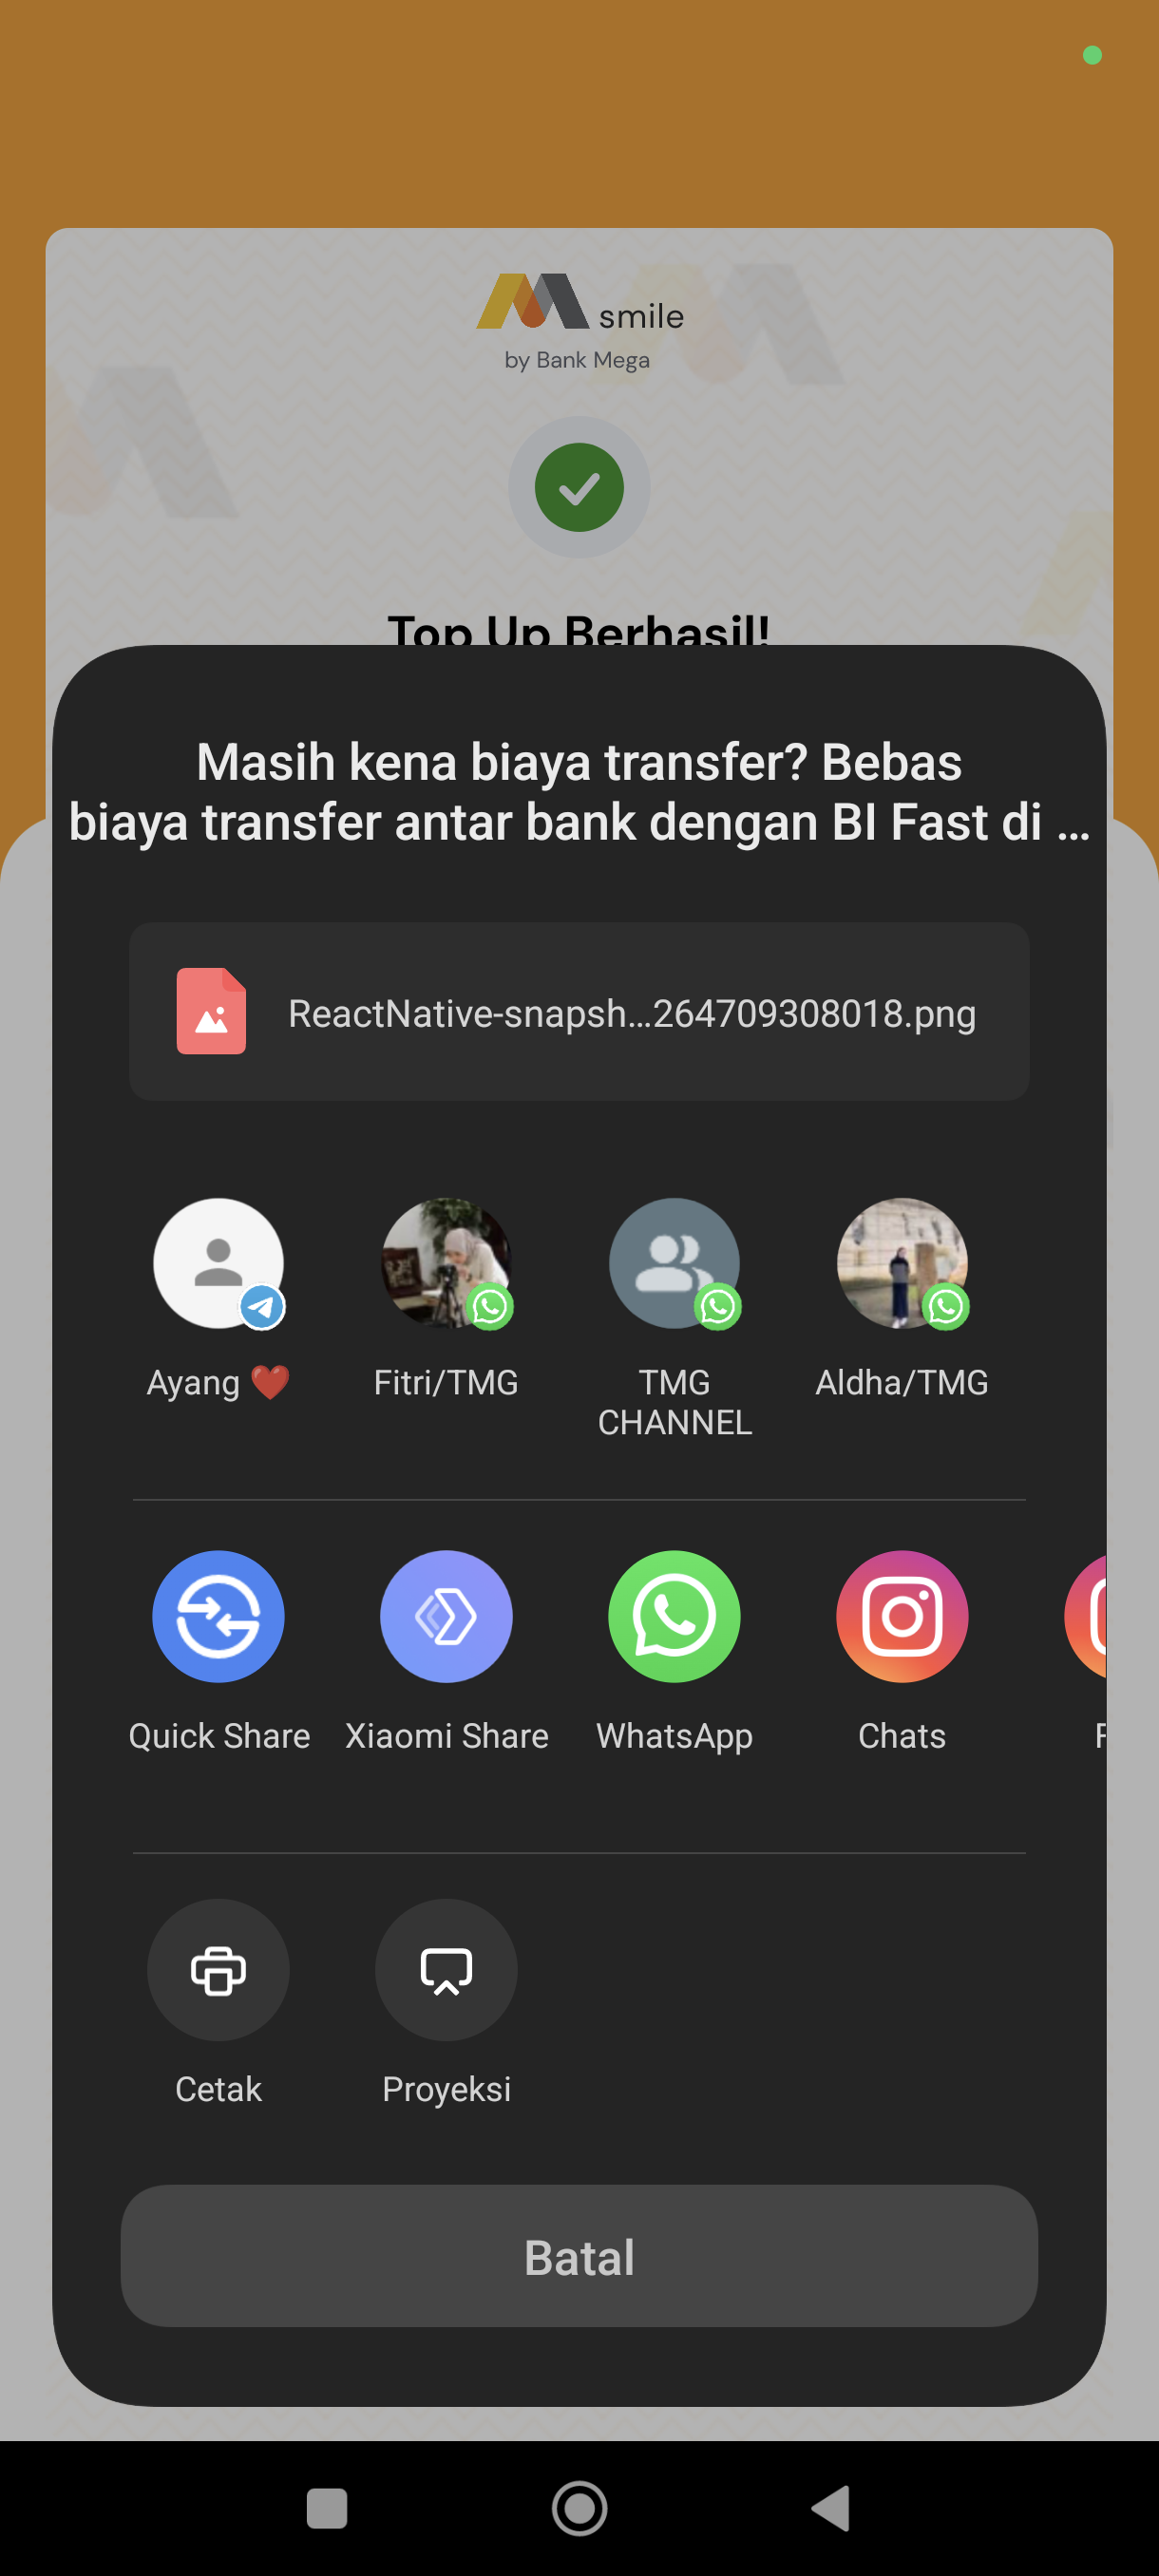 smile
by Bank Mega
Top Up Berhasil!
Masih kena biaya transfer? Bebas
biaya transfer antar bank dengan BI Fast di ...
ReactNative-snapsh...264709308018.png
Ayang ❤️
Fitri/TMG
TMG
CHANNEL
Aldha/TMG
Quick Share
Xiaomi Share
WhatsApp
Chats
Cetak
Proyeksi
Batal